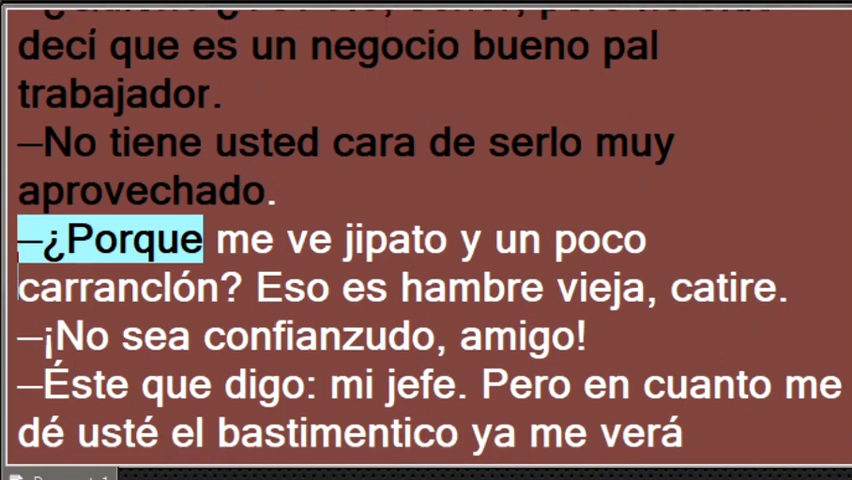 decí que es un negocio bueno pal
trabajador.
—No tiene usted cara de serlo muy
aprovechado.
—¿Porque me ve jipato y un poco
carranclón? Eso es hambre vieja, catire.
—¡No sea confianzudo, amigo!
—Éste que digo: mi jefe. Pero en cuanto me
dé usté el bastimentico ya me verá